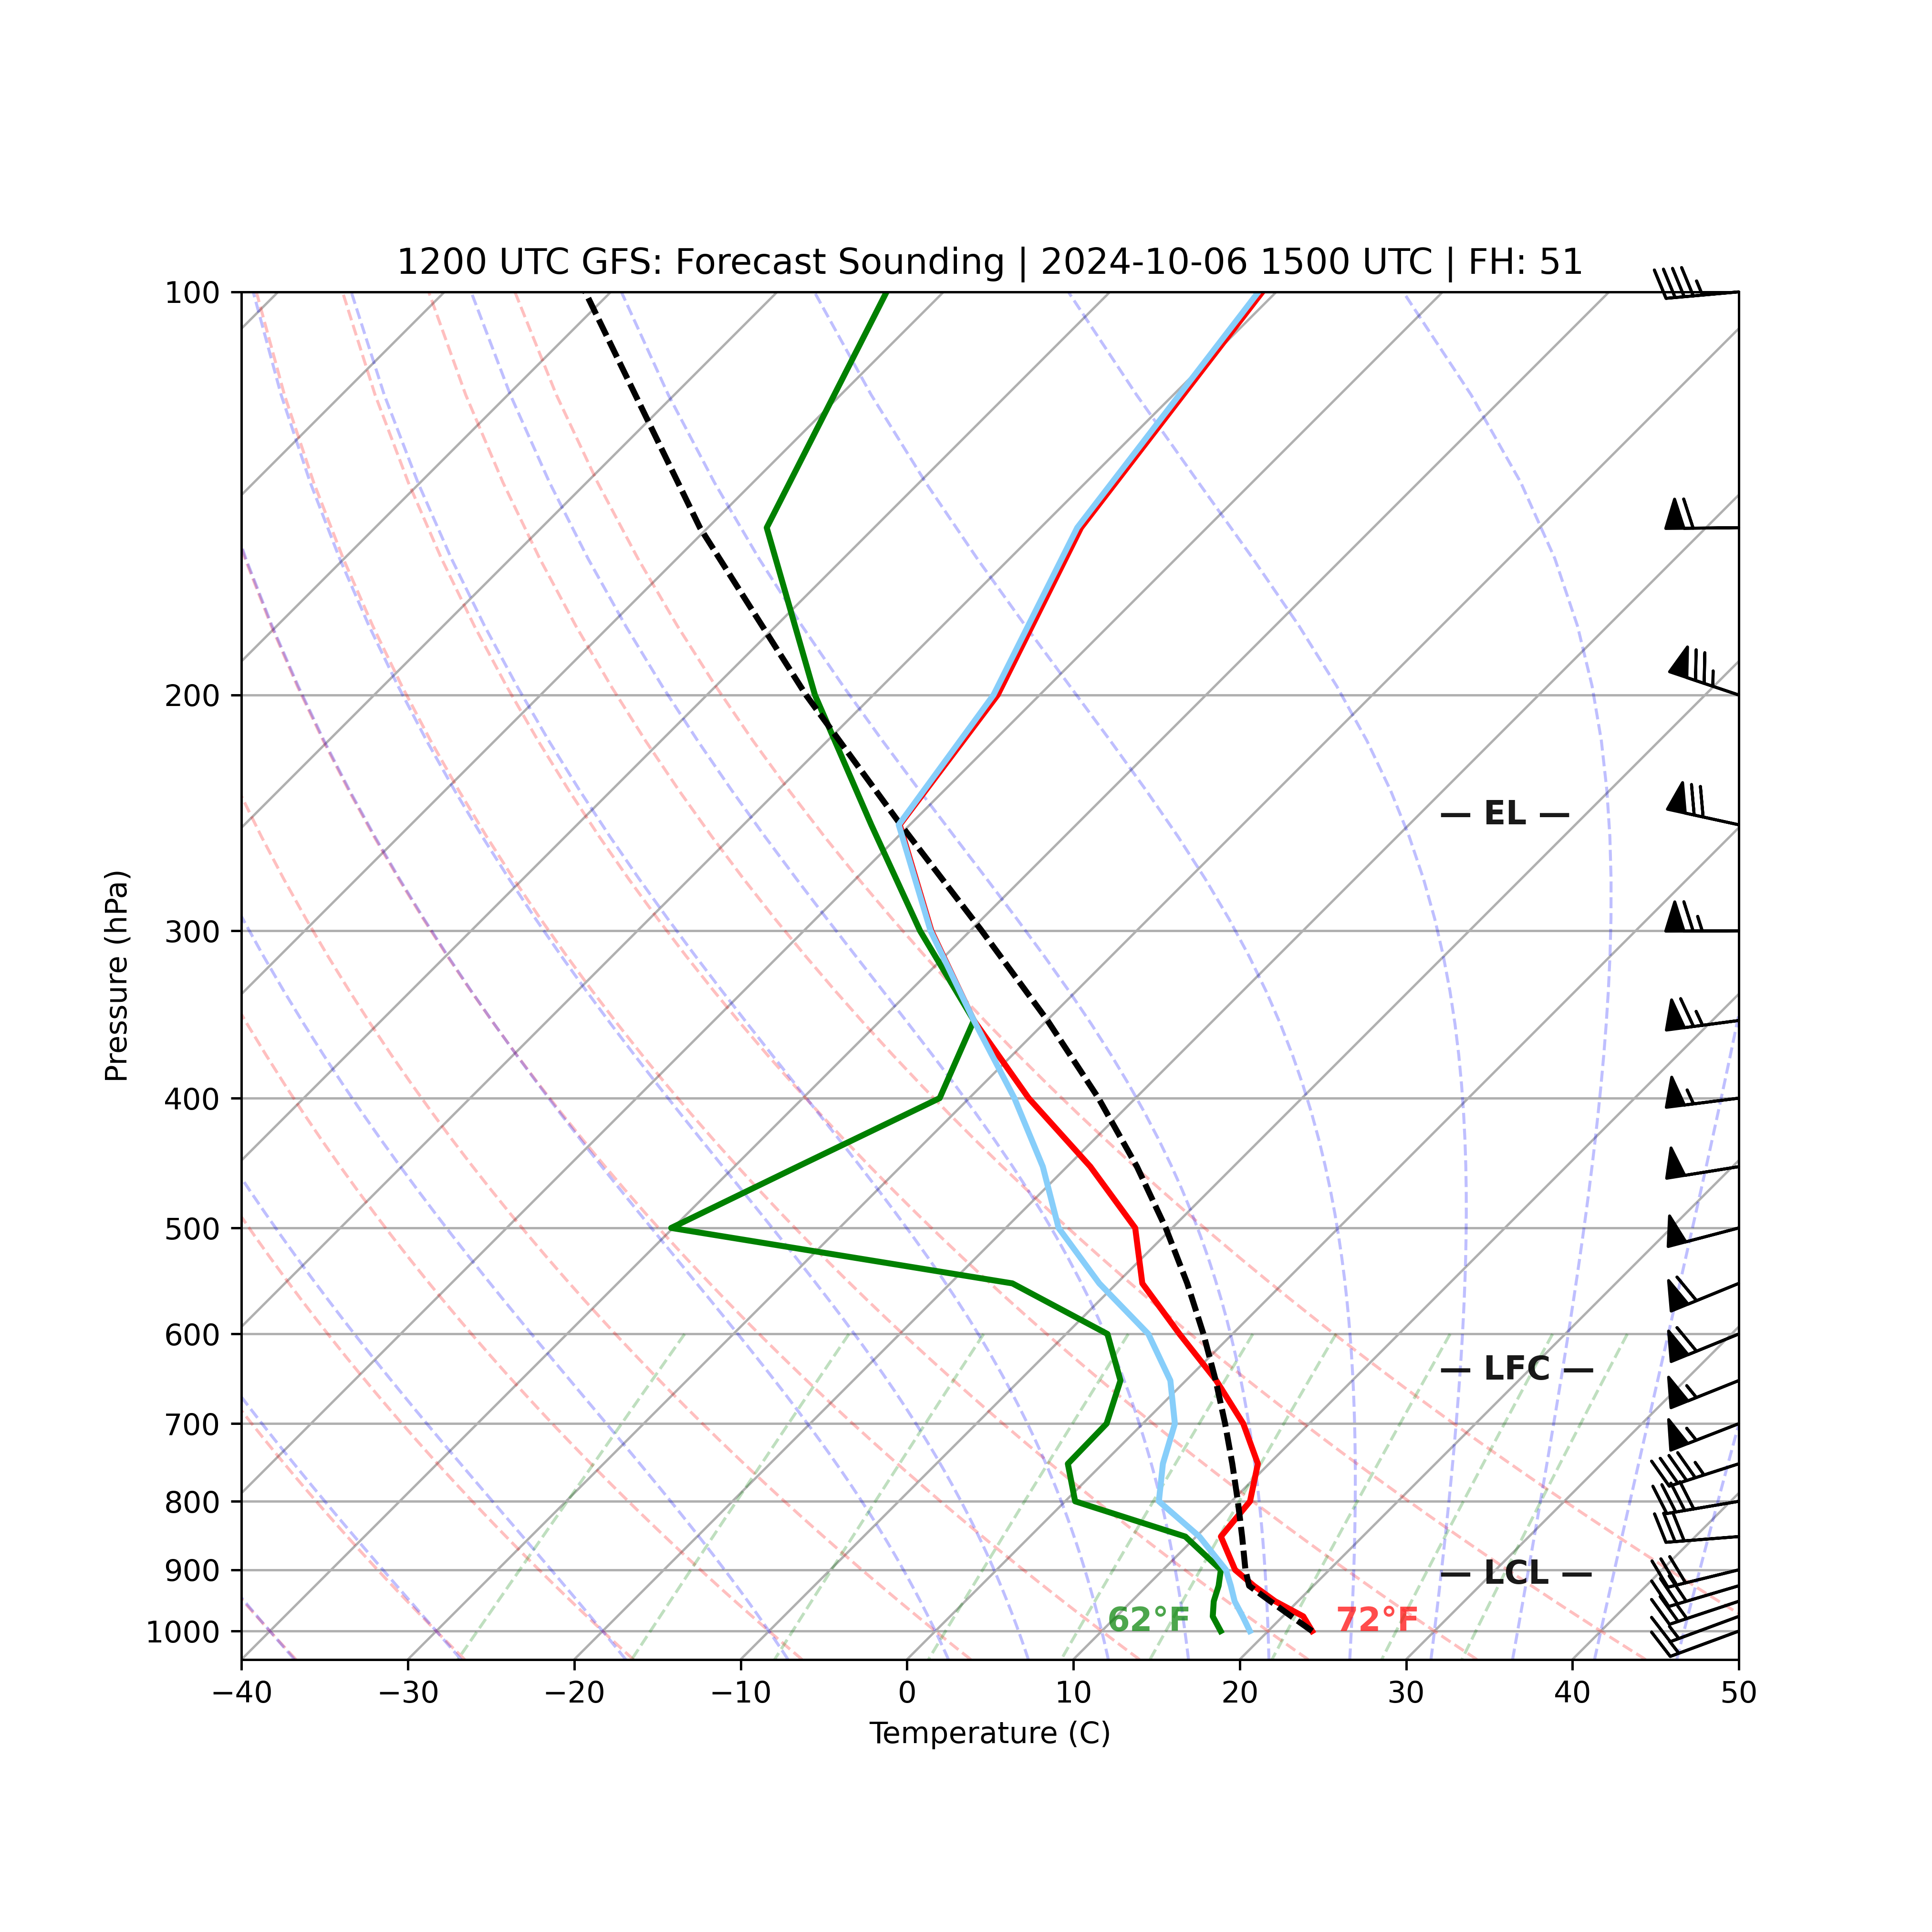 1200 UTC GFS: Forecast Sounding | 2024-10-06 1500 UTC | FH: 51
100
200
— EL —
300
Pressure (hPa)
400
500
600
— LFC —
700
800
900
— LCL —
62°F 72°F
1000
−40 −30 −20 −10 0 10 20 30 40 50
Temperature (C)